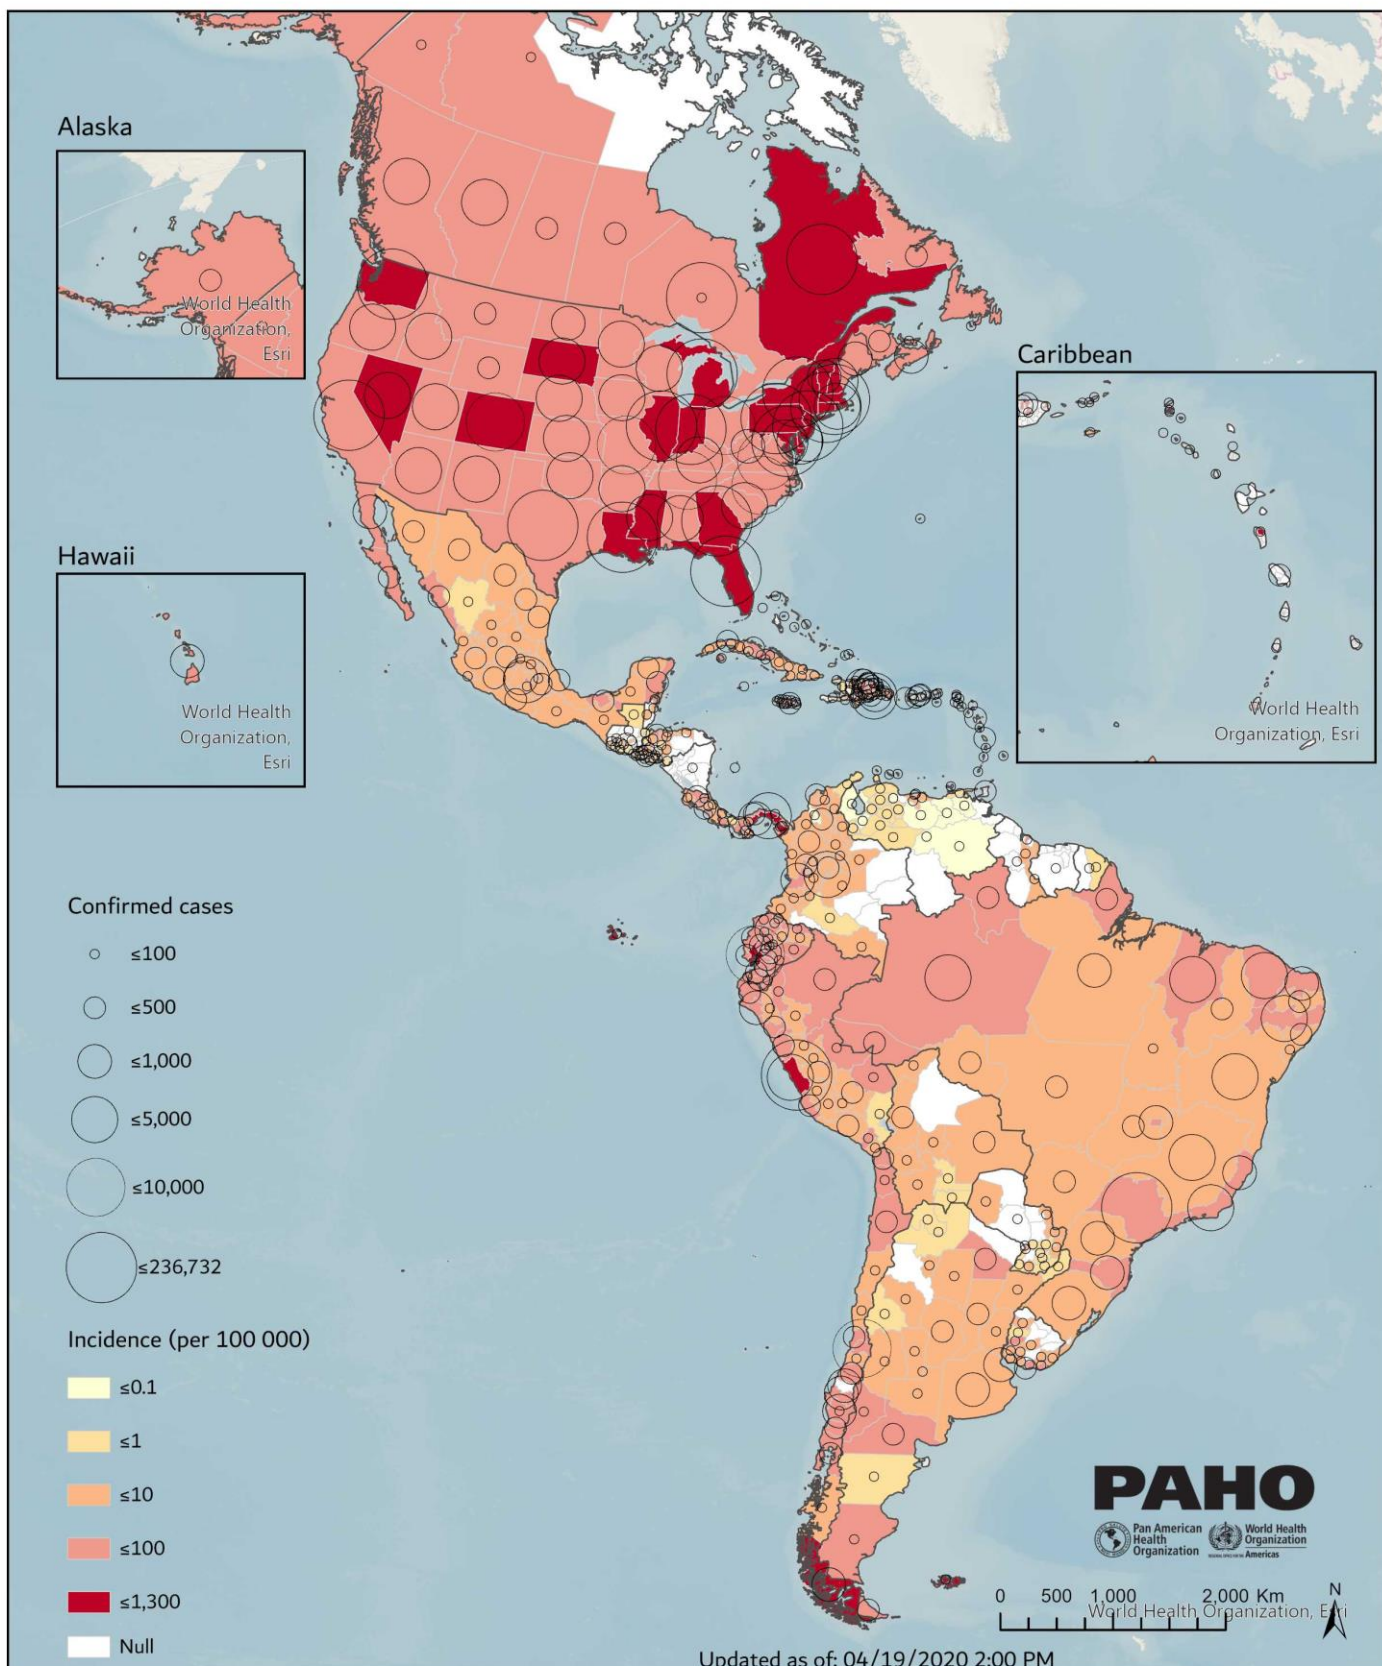 Alaska
World Health
Organization,
Esri
Caribbean
World Health
Organization, Esri
Hawaii
World Health
Organization,
Esri
Confirmed cases
≤100
≤500
≤1,000
≤5,000
≤10,000
≤236,732
Incidence (per 100 000)
≤0.1
≤1
≤10
≤100
≤1,300
Null
PAHO
Pan American
Health
Organization
World Health
Organization
Americas
0 500 1,000 2,000 Km
N
World Health Organization, Esri
Updated as of: 04/19/2020 2:00 PM